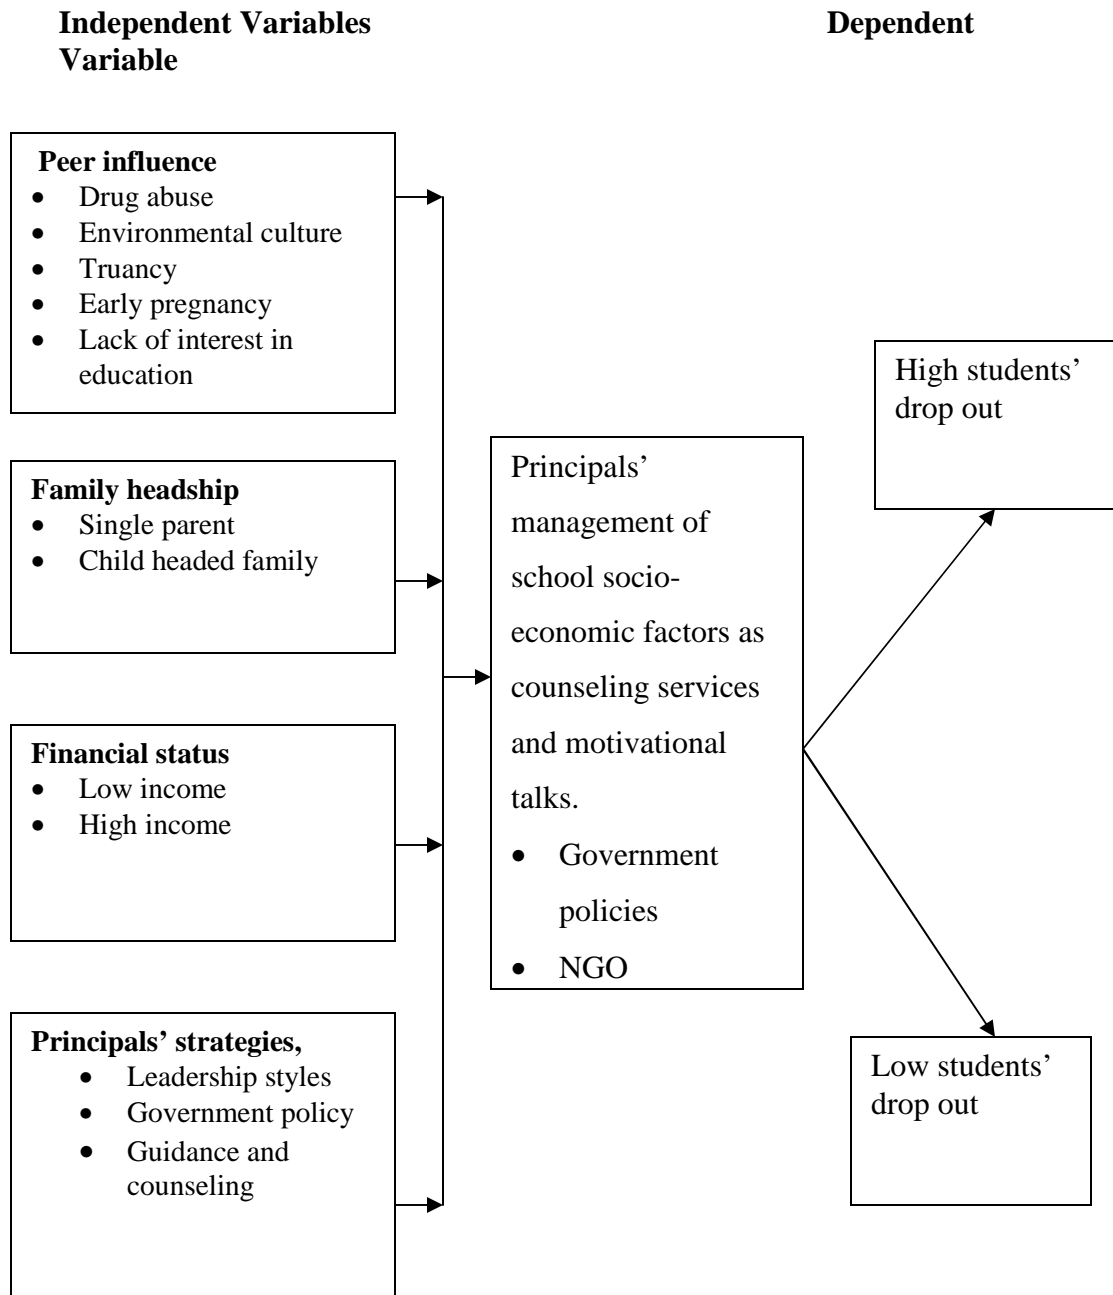 Independent Variables Dependent
Variable
Peer influence
• Drug abuse
• Environmental culture
• Truancy
• Early pregnancy
• Lack of interest in
education
Family headship
• Single parent
• Child headed family
Financial status
• Low income
• High income
Principals’ strategies,
• Leadership styles
• Government policy
• Guidance and
counseling
Principals’
management of
school socio-
economic factors as
counseling services
and motivational
talks.
• Government
policies
• NGO
High students’
drop out
Low students’
drop out